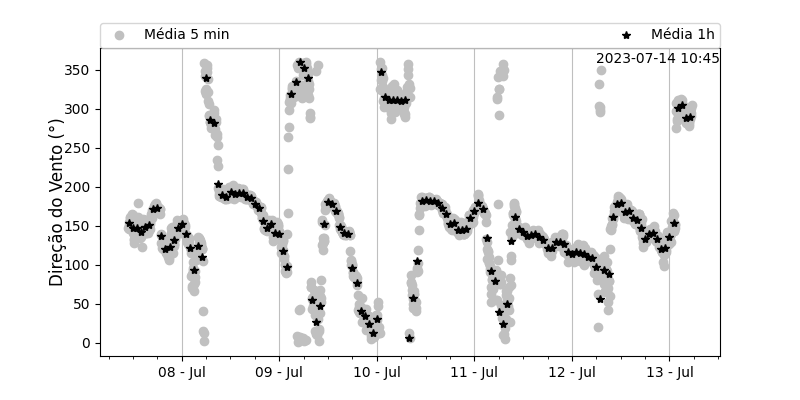 Média 5 min
Média 1h
2023-07-14 10:45
Direção do Vento (°)
350
300
250
200
150
100
50
0
08 - Jul
09 - Jul
10 - Jul
11 - Jul
12 - Jul
13 - Jul